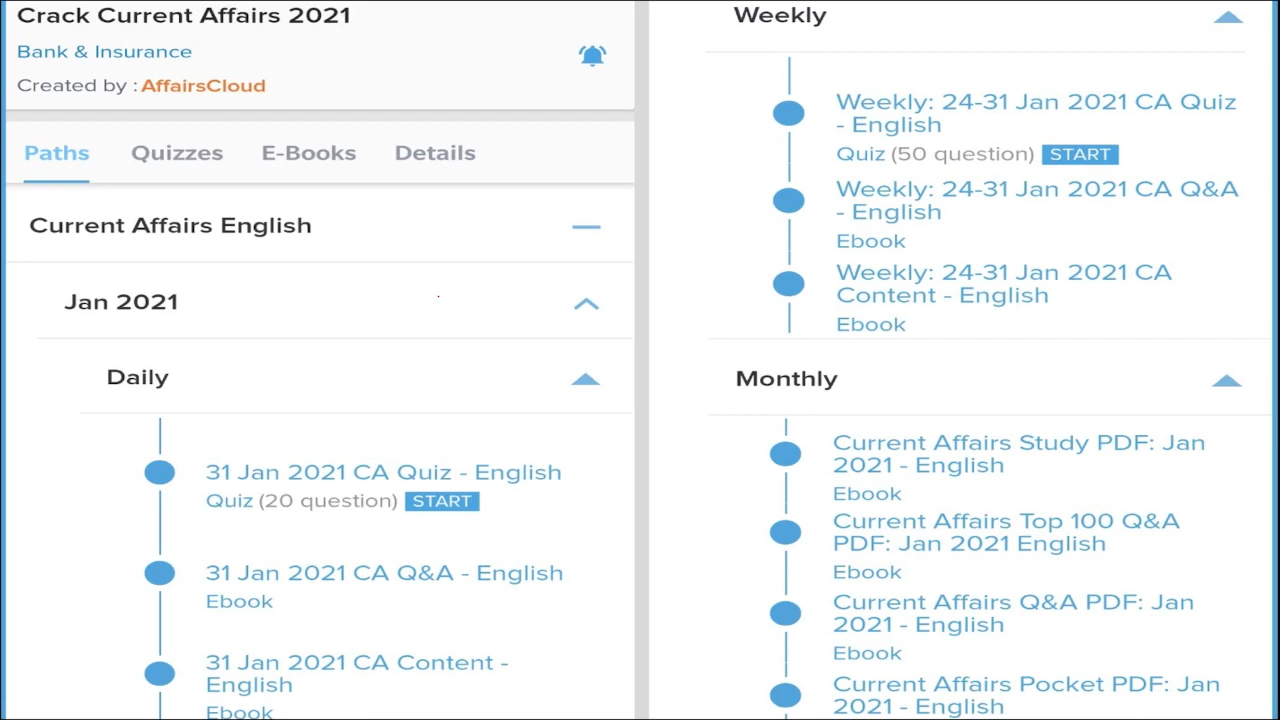 Crack Current Affairs 2021
Bank & Insurance
Created by : AffairsCloud
Paths Quizzes E-Books Details
Current Affairs English
Jan 2021
Daily
31 Jan 2021 CA Quiz - English
Quiz (20 question) START
31 Jan 2021 CA Q&A - English
Ebook
31 Jan 2021 CA Content -
English
Ebook
Weekly
Weekly: 24-31 Jan 2021 CA Quiz
- English
Quiz (50 question) START
Weekly: 24-31 Jan 2021 CA Q&A
- English
Ebook
Weekly: 24-31 Jan 2021 CA
Content - English
Ebook
Monthly
Current Affairs Study PDF: Jan
2021 - English
Ebook
Current Affairs Top 100 Q&A
PDF: Jan 2021 English
Ebook
Current Affairs Q&A PDF: Jan
2021 - English
Ebook
Current Affairs Pocket PDF: Jan
2021 - English